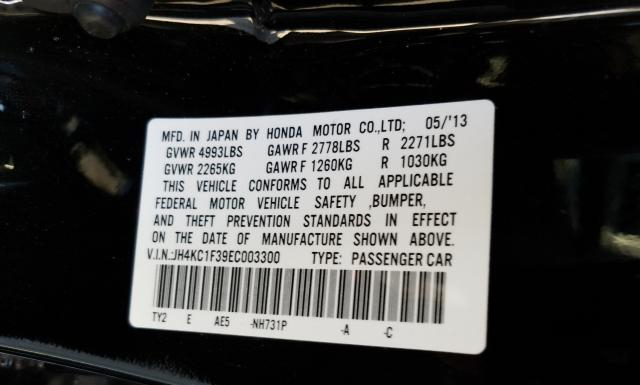 MFD. IN JAPAN BY HONDA MOTOR CO.,LTD; 05/'13
GVWR 4993LBS GAWR F 2778LBS R 2271LBS
GVWR 2265KG GAWR F 1260KG R 1030KG
THIS VEHICLE CONFORMS TO ALL APPLICABLE
FEDERAL MOTOR VEHICLE SAFETY ,BUMPER,
AND THEFT PREVENTION STANDARDS IN EFFECT
ON THE DATE OF MANUFACTURE SHOWN ABOVE.
V.I.N.:JH4KC1F39EC003300 TYPE: PASSENGER CAR
TY2 E AE5 -NH731P -A -C